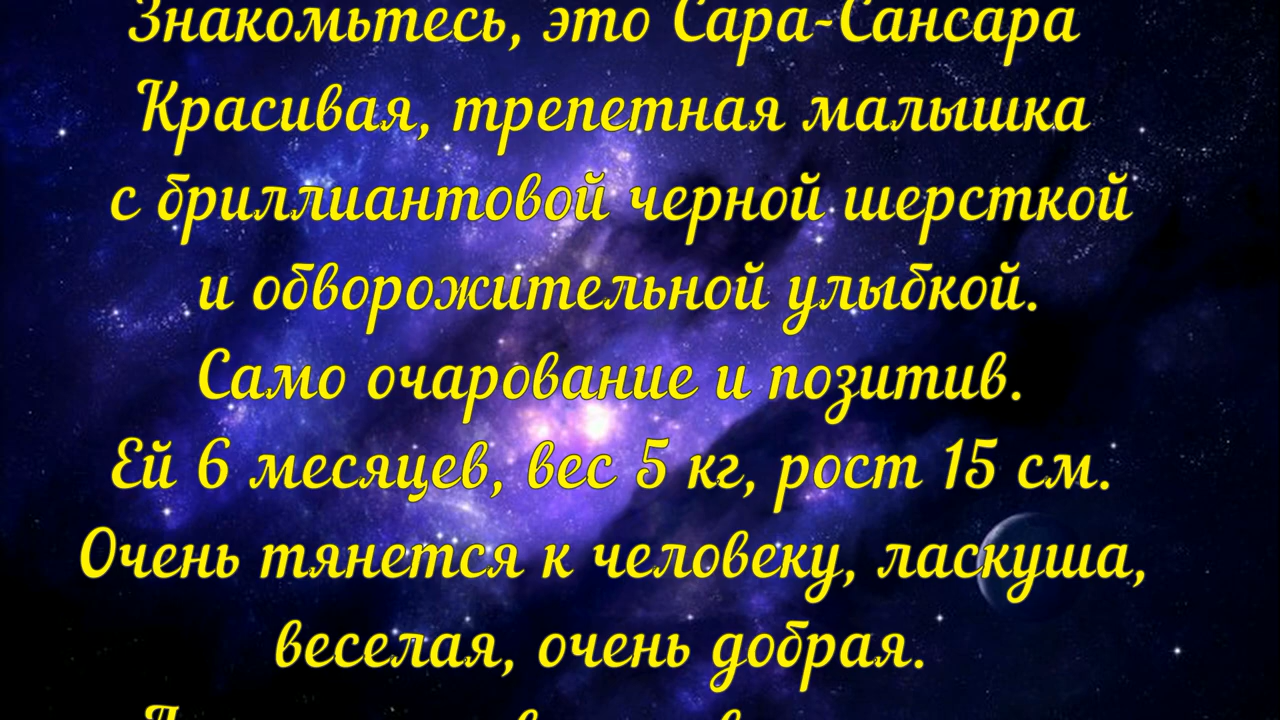 Знакомьтесь, это Сара-Сансара
Красивая, трепетная малышка
с бриллиантовой черной шерсткой
и обворожительной улыбкой.
Само очарование и позитив.
Ей 6 месяцев, вес 5 кг, рост 15 см.
Очень тянется к человеку, ласкуша,
веселая, очень добрая.